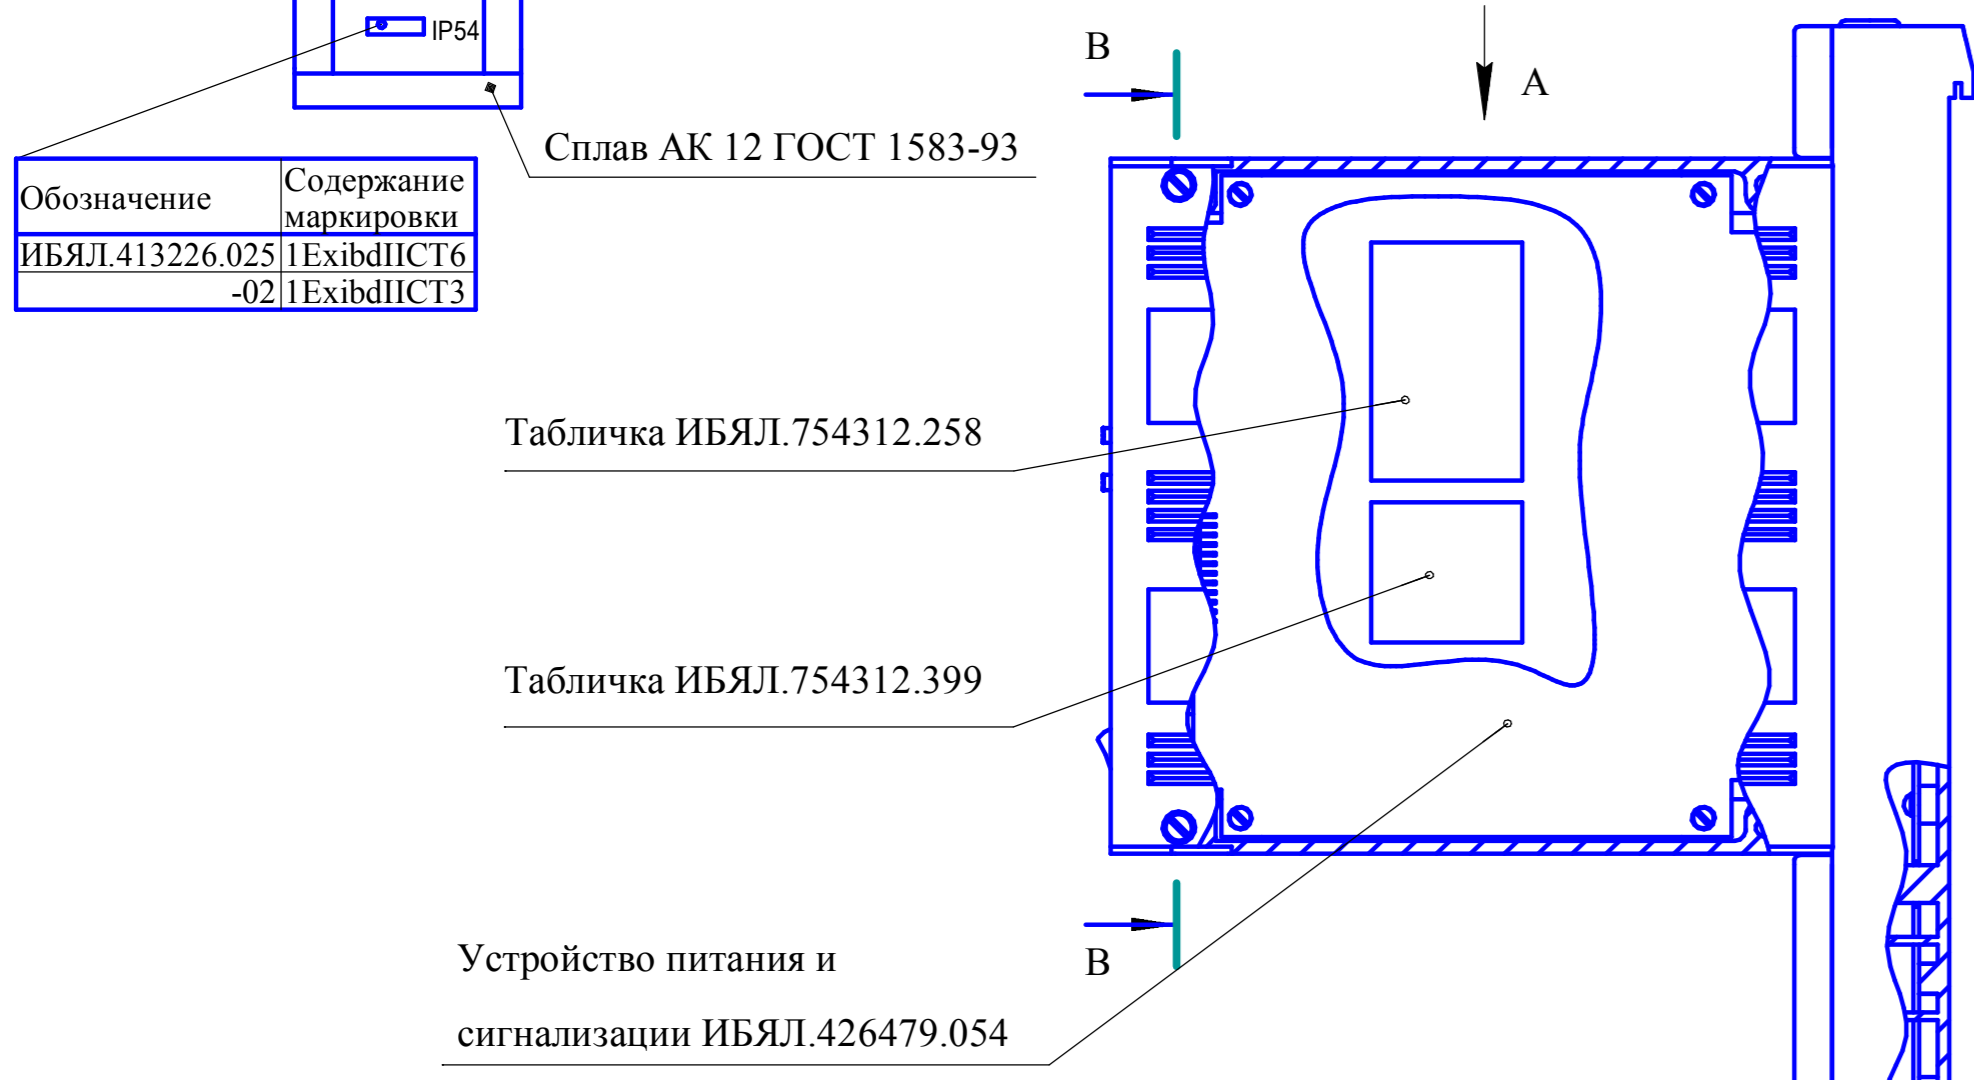 IP54
В
А
Сплав АК 12 ГОСТ 1583-93
Обозначение
Содержание
маркировки
ИБЯЛ.413226.025 1ExibdIICT6
-02 1ExibdIICT3
Табличка ИБЯЛ.754312.258
Табличка ИБЯЛ.754312.399
Устройство питания и
сигнализации ИБЯЛ.426479.054
В